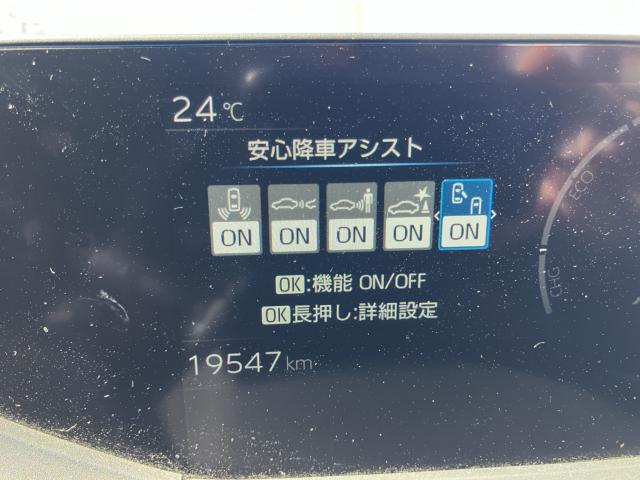 24℃
安心降車アシスト
ON ON ON ON ON
OK:機能 ON/OFF
OK長押し:詳細設定
19547km
ECO
CHG